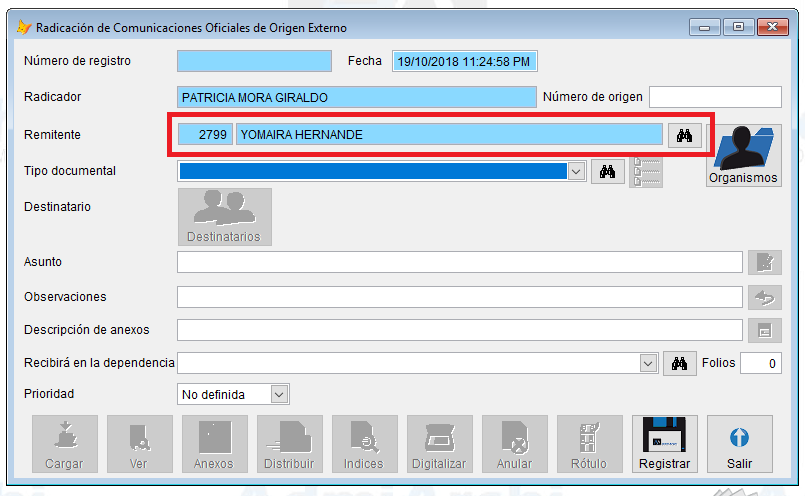 Radicación de Comunicaciones Oficiales de Origen Externo
Número de registro Fecha 19/10/2018 11:24:58 PM
Radicador PATRICIA MORA GIRALDO Número de origen
Remitente 2799 YOMAIRA HERNANDE
Tipo documental
Organismos
Destinatario
Destinatarios
Asunto
Observaciones
Descripción de anexos
Recibirá en la dependencia Folios 0
Prioridad No definida
Cargar Ver Anexos Distribuir Indices Digitalizar Anular Rótulo Registrar Salir